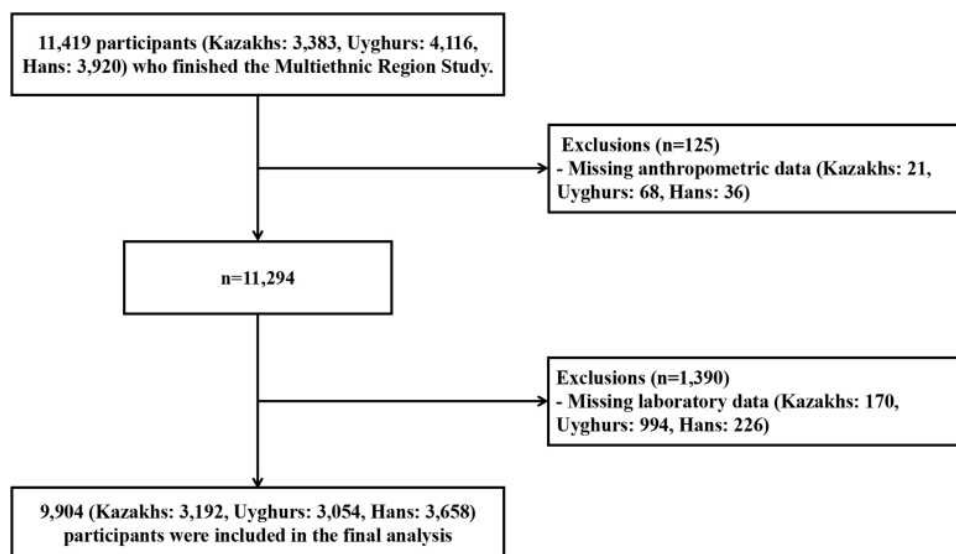 11,419 participants (Kazakhs: 3,383, Uyghurs: 4,116,
Hans: 3,920) who finished the Multiethnic Region Study.
Exclusions (n=125)
- Missing anthropometric data (Kazakhs: 21,
Uyghurs: 68, Hans: 36)
n=11,294
Exclusions (n=1,390)
- Missing laboratory data (Kazakhs: 170,
Uyghurs: 994, Hans: 226)
9,904 (Kazakhs: 3,192, Uyghurs: 3,054, Hans: 3,658)
participants were included in the final analysis